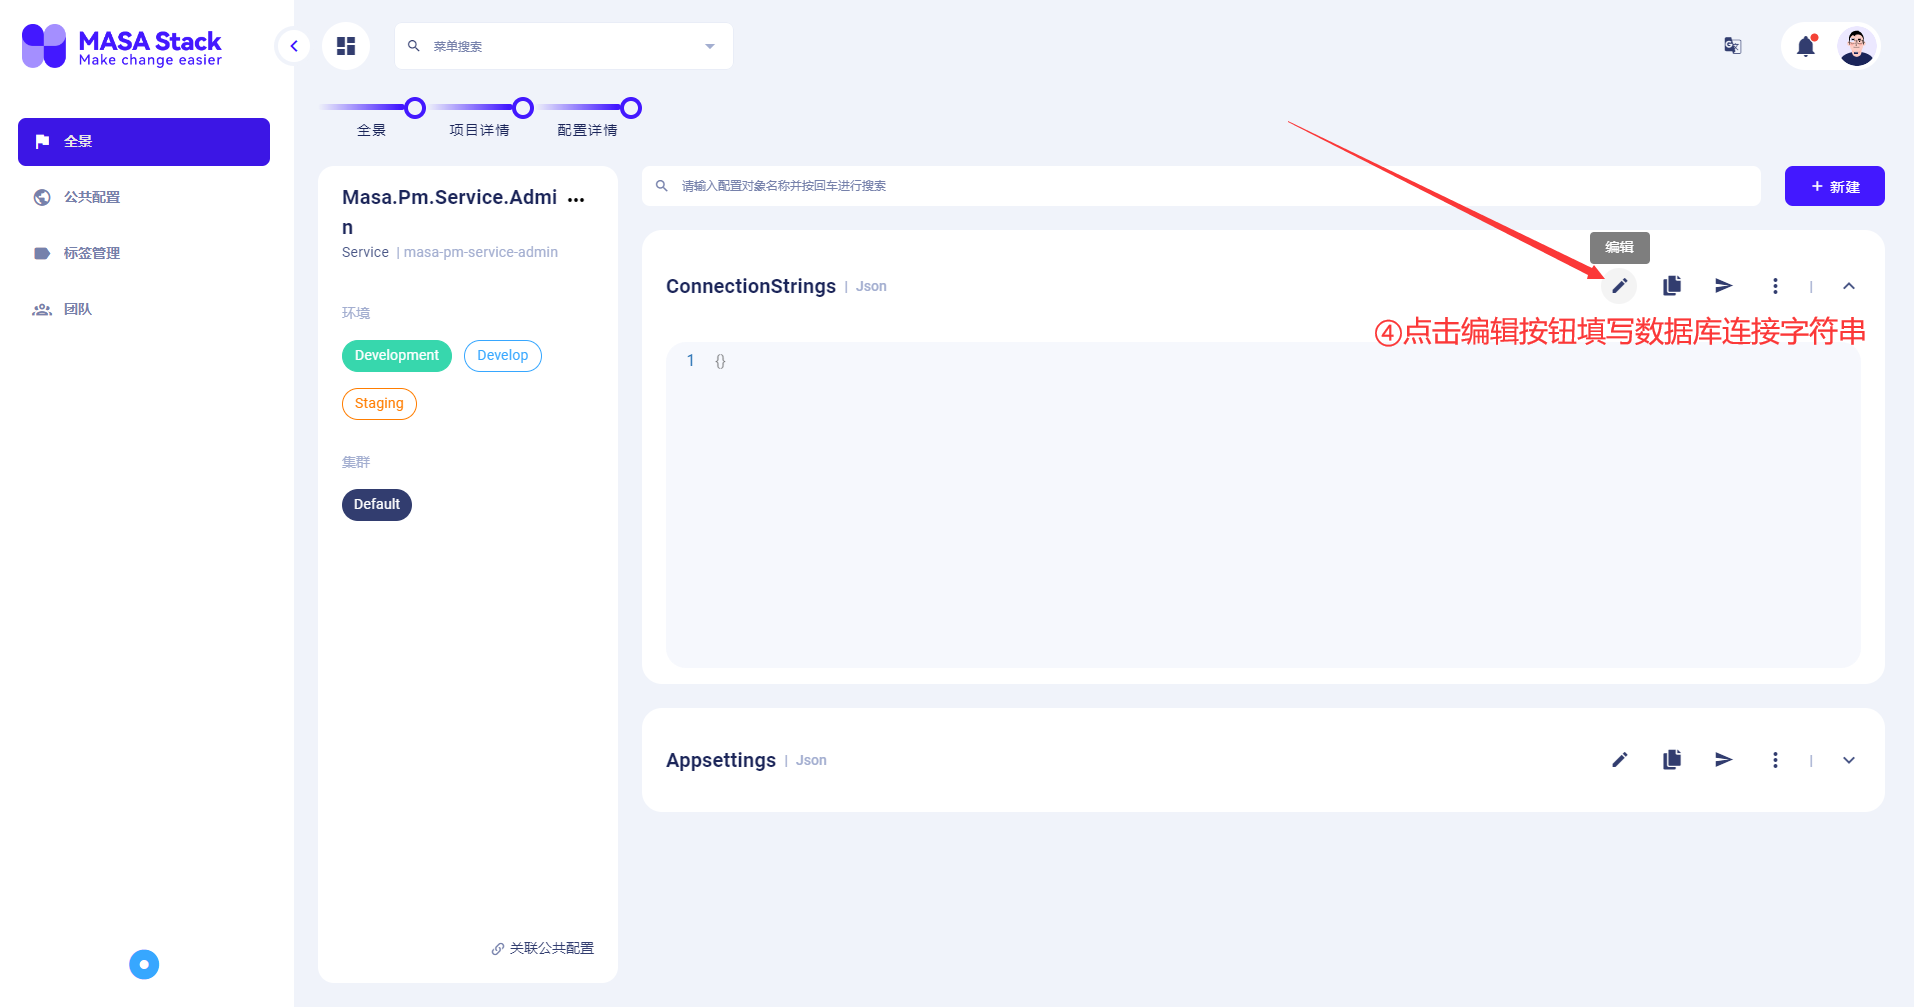 MASA Stack
Make change easier
菜单搜索
全景
公共配置
标签管理
团队
全景
项目详情
配置详情
Masa.Pm.Service.Admi
n
Service | masa-pm-service-admin
环境
Development
Develop
Staging
集群
Default
关联公共配置
请输入配置对象名称并按回车进行搜索
+ 新建
编辑
ConnectionStrings | Json
④点击编辑按钮填写数据库连接字符串
1 {}
Appsettings | Json